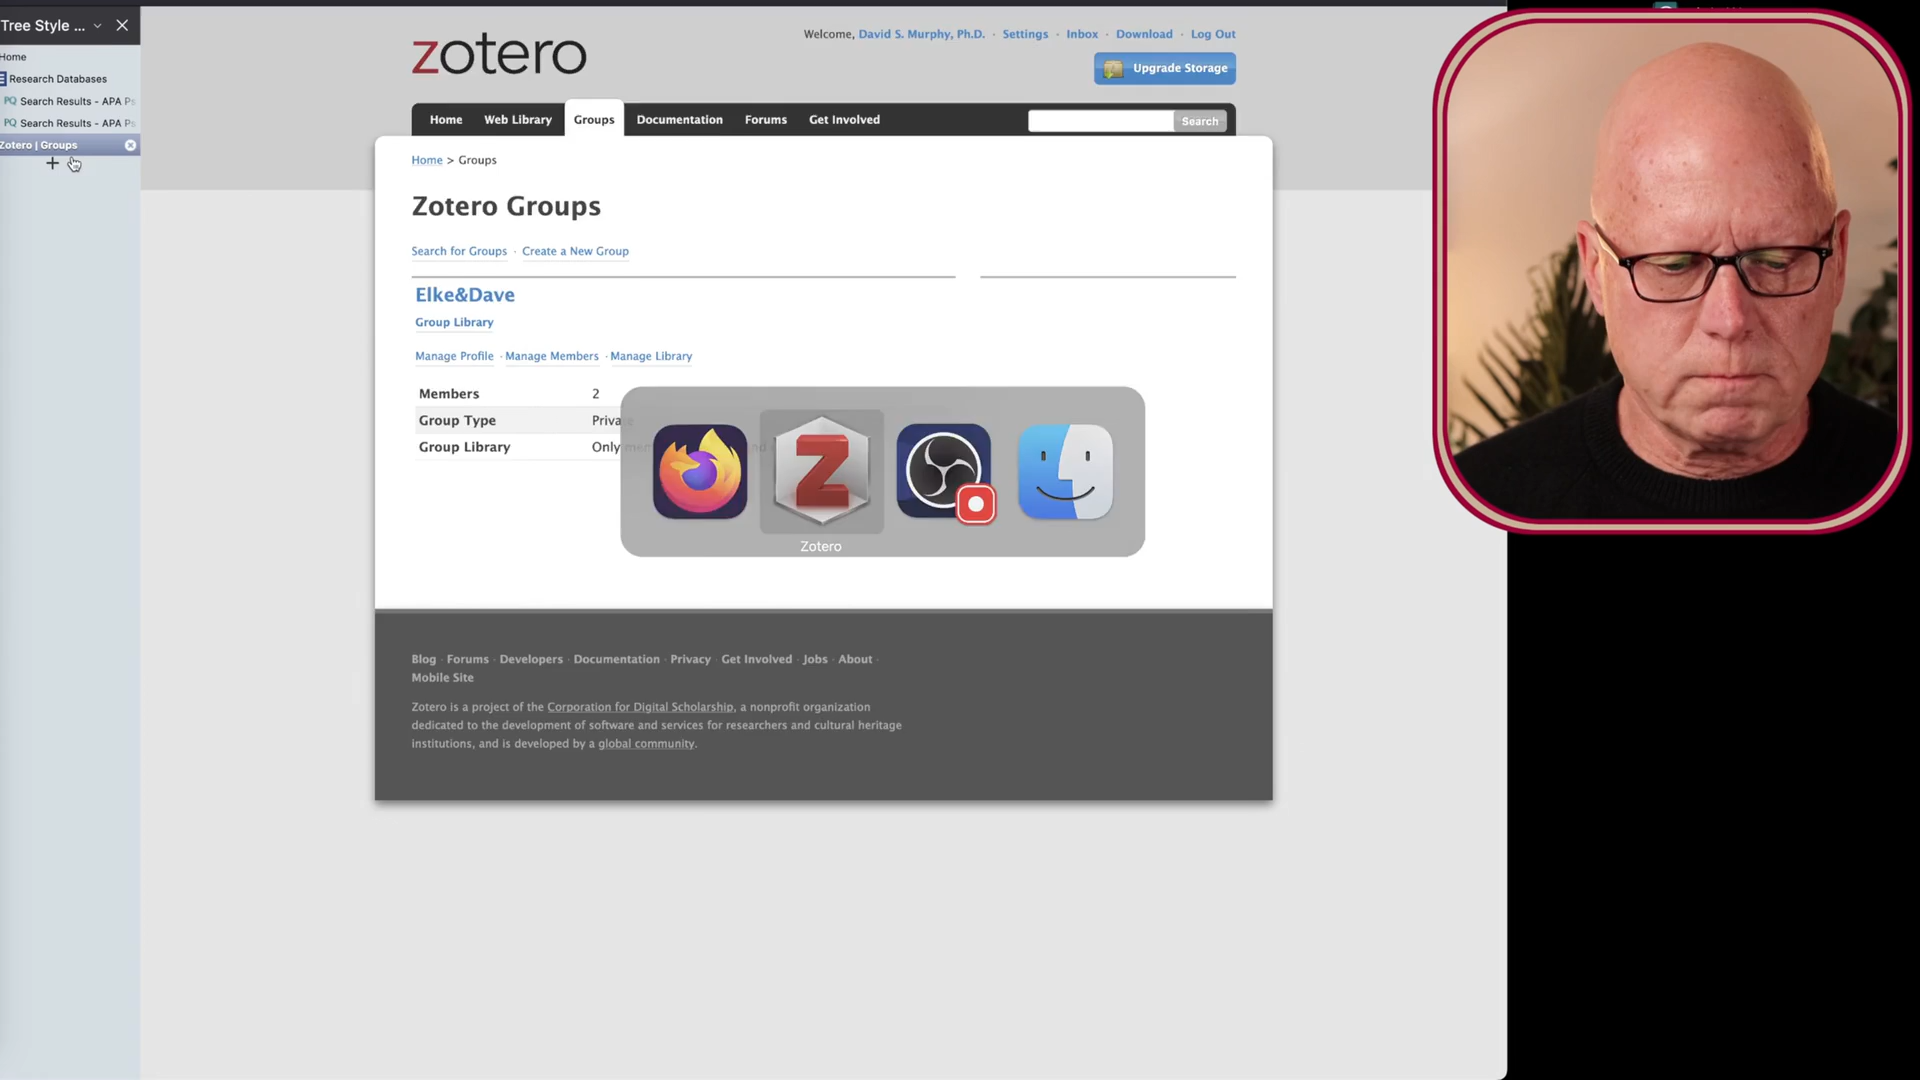 Tree Style ...
Home
Research Databases
PQ Search Results - APA Ps
PQ Search Results - APA Ps
Zotero | Groups
zotero
Welcome, David S. Murphy, Ph.D. · Settings · Inbox · Download · Log Out
Upgrade Storage
Home Web Library Groups Documentation Forums Get Involved Search
Home > Groups
Zotero Groups
Search for Groups · Create a New Group
Elke&Dave
Group Library
Manage Profile · Manage Members · Manage Library
Members 2
Group Type Private
Group Library Only
Z
Zotero
Blog · Forums · Developers · Documentation · Privacy · Get Involved · Jobs · About ·
Mobile Site
Zotero is a project of the Corporation for Digital Scholarship, a nonprofit organization
dedicated to the development of software and services for researchers and cultural heritage
institutions, and is developed by a global community.